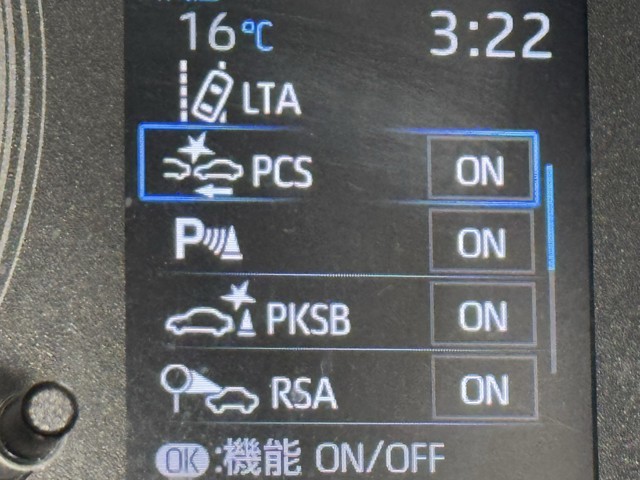 16℃ 3:22
LTA
PCS ON
P ON
PKSB ON
RSA ON
OK :機能 ON/OFF